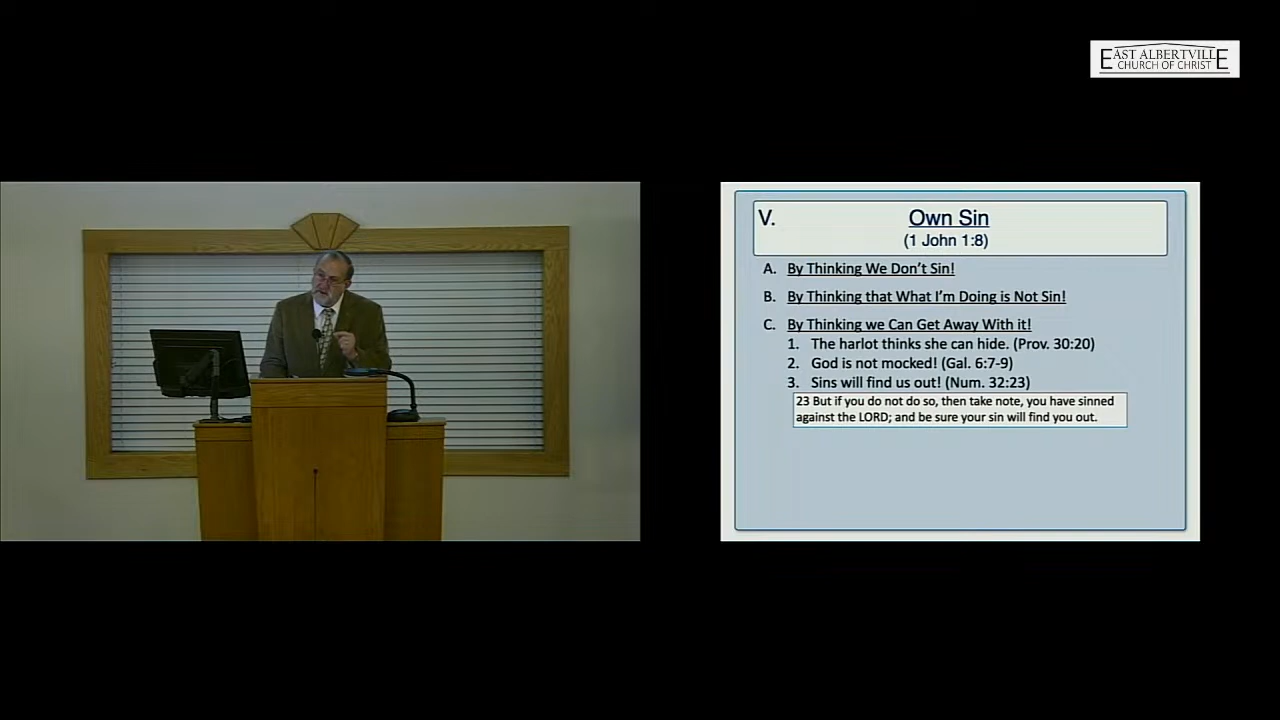 EAST ALBERTVILLE
CHURCH OF CHRIST
V. Own Sin
(1 John 1:8)
A. By Thinking We Don't Sin!
B. By Thinking that What I'm Doing is Not Sin!
C. By Thinking we Can Get Away With it!
1. The harlot thinks she can hide. (Prov. 30:20)
2. God is not mocked! (Gal. 6:7-9)
3. Sins will find us out! (Num. 32:23)
23 But if you do not do so, then take note, you have sinned
against the LORD; and be sure your sin will find you out.